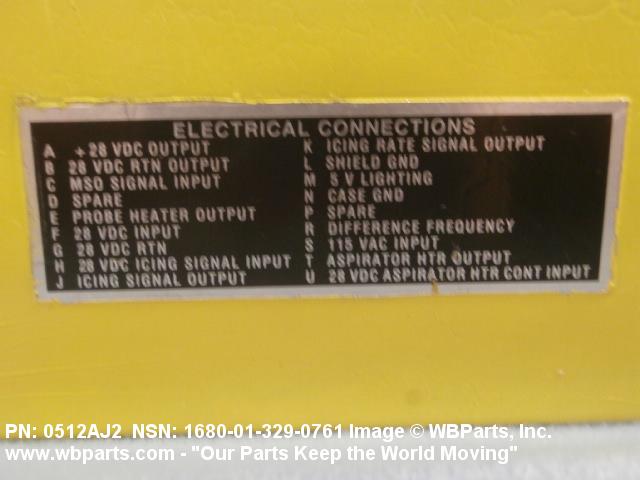 ELECTRICAL CONNECTIONS
A +28 VDC OUTPUT
B 28 VDC RTN OUTPUT
C MSO SIGNAL INPUT
D SPARE
E PROBE HEATER OUTPUT
F 28 VDC INPUT
G 28 VDC RTN
H 28 VDC ICING SIGNAL INPUT
J ICING SIGNAL OUTPUT
K ICING RATE SIGNAL OUTPUT
L SHIELD GND
M 5 V LIGHTING
N CASE GND
P SPARE
R DIFFERENCE FREQUENCY
S 115 VAC INPUT
T ASPIRATOR HTR OUTPUT
U 28 VDC ASPIRATOR HTR CONT INPUT
PN: 0512AJ2 NSN: 1680-01-329-0761 Image © WBParts, Inc.
www.wbparts.com - "Our Parts Keep the World Moving"